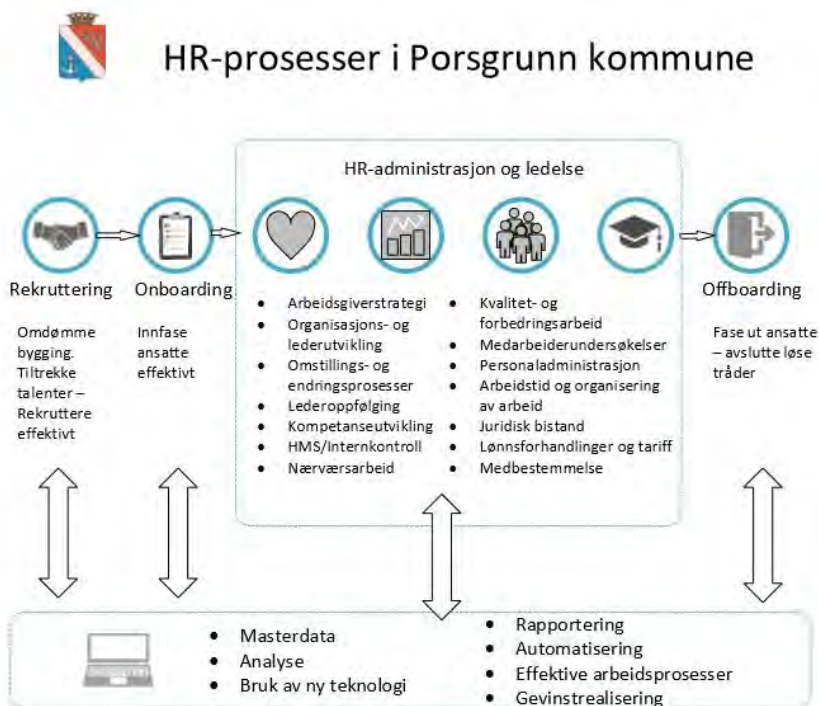 HR-prosesser i Porsgrunn kommune
HR-administrasjon og ledelse
Rekruttering
Omdømme
bygging.
Tiltrekke
talenter –
Rekruttere
effektivt
Onboarding
Innfase
ansatte
effektivt
• Arbeidsgiverstrategi
• Organisasjons- og
lederutvikling
• Omstillings- og
endringsprosesser
• Lederoppfølging
• Kompetanseutvikling
• HMS/Internkontroll
• Nærværsarbeid
• Kvalitet- og
forbedringsarbeid
• Medarbeiderundersøkelser
• Personaladministrasjon
• Arbeidstid og organisering
av arbeid
• Juridisk bistand
• Lønnsforhandlinger og tariff
• Medbestemmelse
Offboarding
Fase ut ansatte
– avslutte løse
tråder
• Masterdata
• Analyse
• Bruk av ny teknologi
• Rapportering
• Automatisering
• Effektive arbeidsprosesser
• Gevinstrealisering